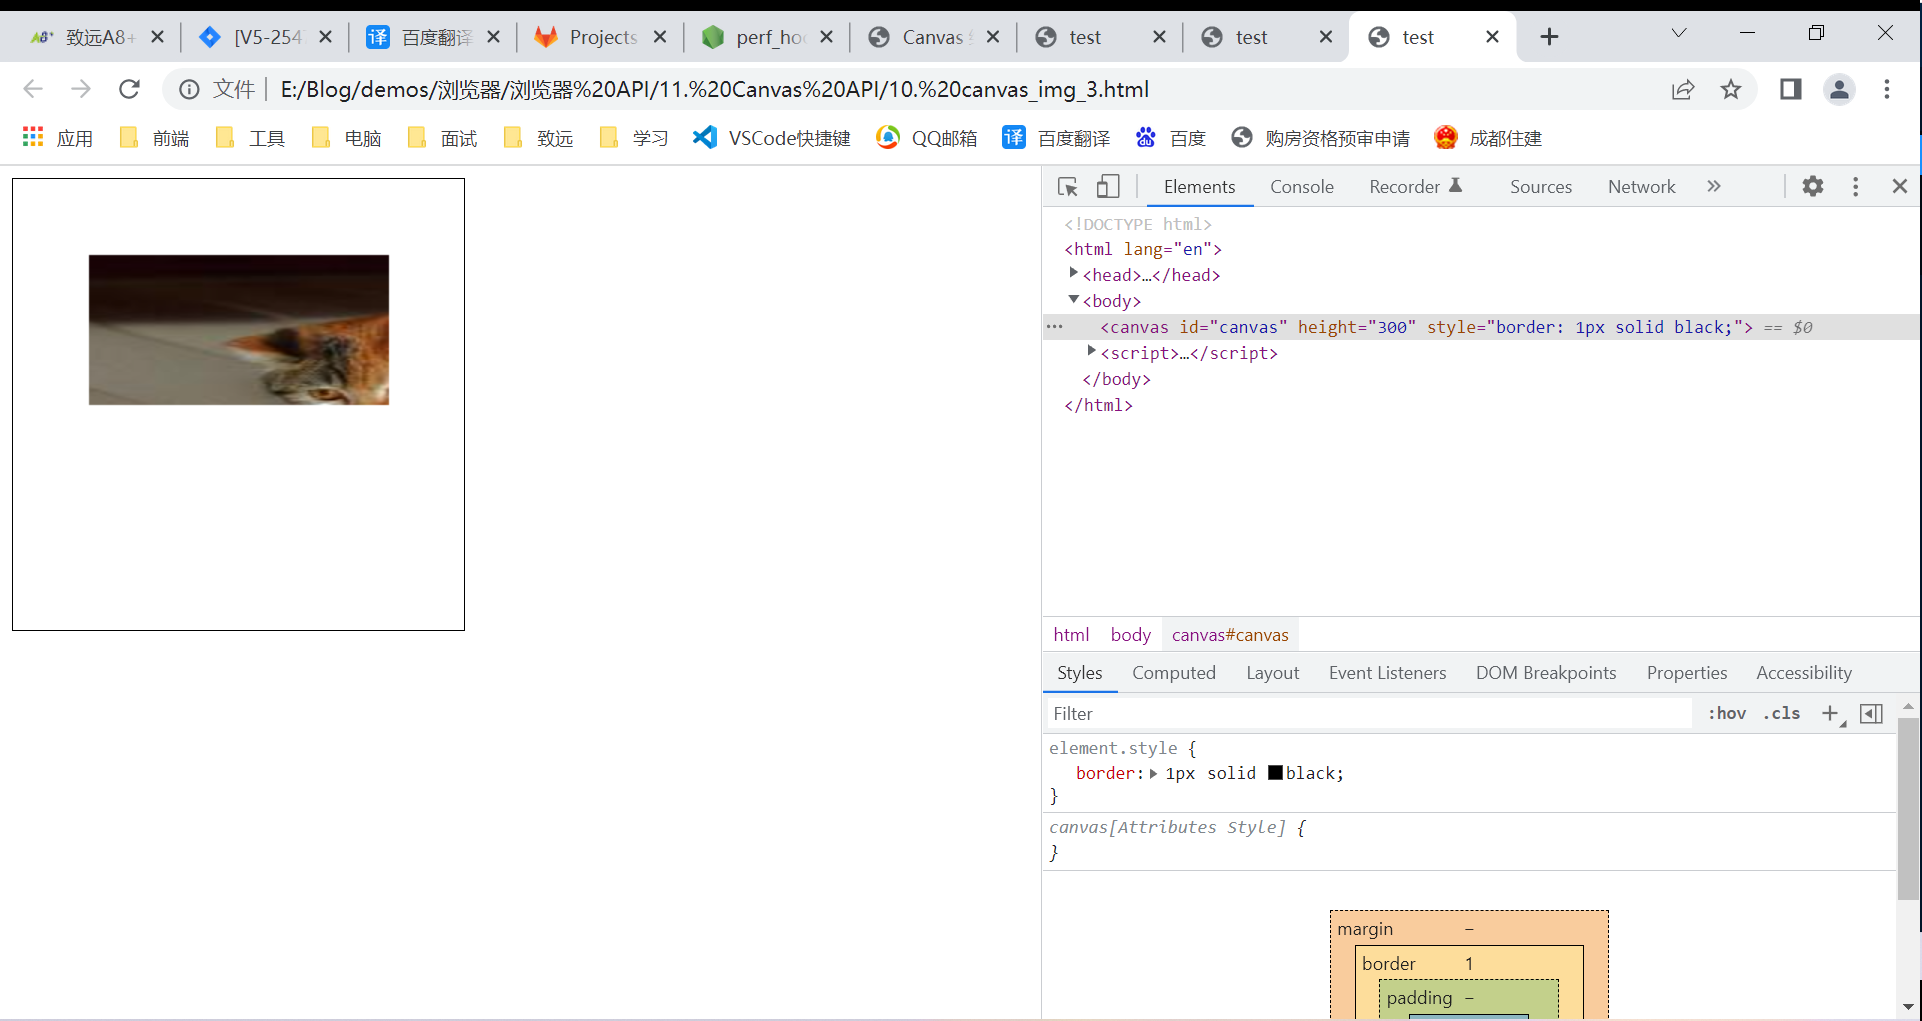 致远A8+
[V5-254
百度翻译
Projects
perf_hoo
Canvas
test
test
test
文件 E:/Blog/demos/浏览器/浏览器%20API/11.%20Canvas%20API/10.%20canvas_img_3.html
应用 前端 工具 电脑 面试 致远 学习 VSCode快捷键 QQ邮箱 译 百度翻译 百度 购房资格预审申请 成都住建
Elements Console Recorder Sources Network »
<!DOCTYPE html>
<html lang="en">
<head>…</head>
<body>
<canvas id="canvas" height="300" style="border: 1px solid black;"> == $0
<script>…</script>
</body>
</html>
html body canvas#canvas
Styles Computed Layout Event Listeners DOM Breakpoints Properties Accessibility
Filter :hov .cls
element.style {
border: 1px solid black;
}
canvas[Attributes Style] {
}
margin –
border 1
padding –